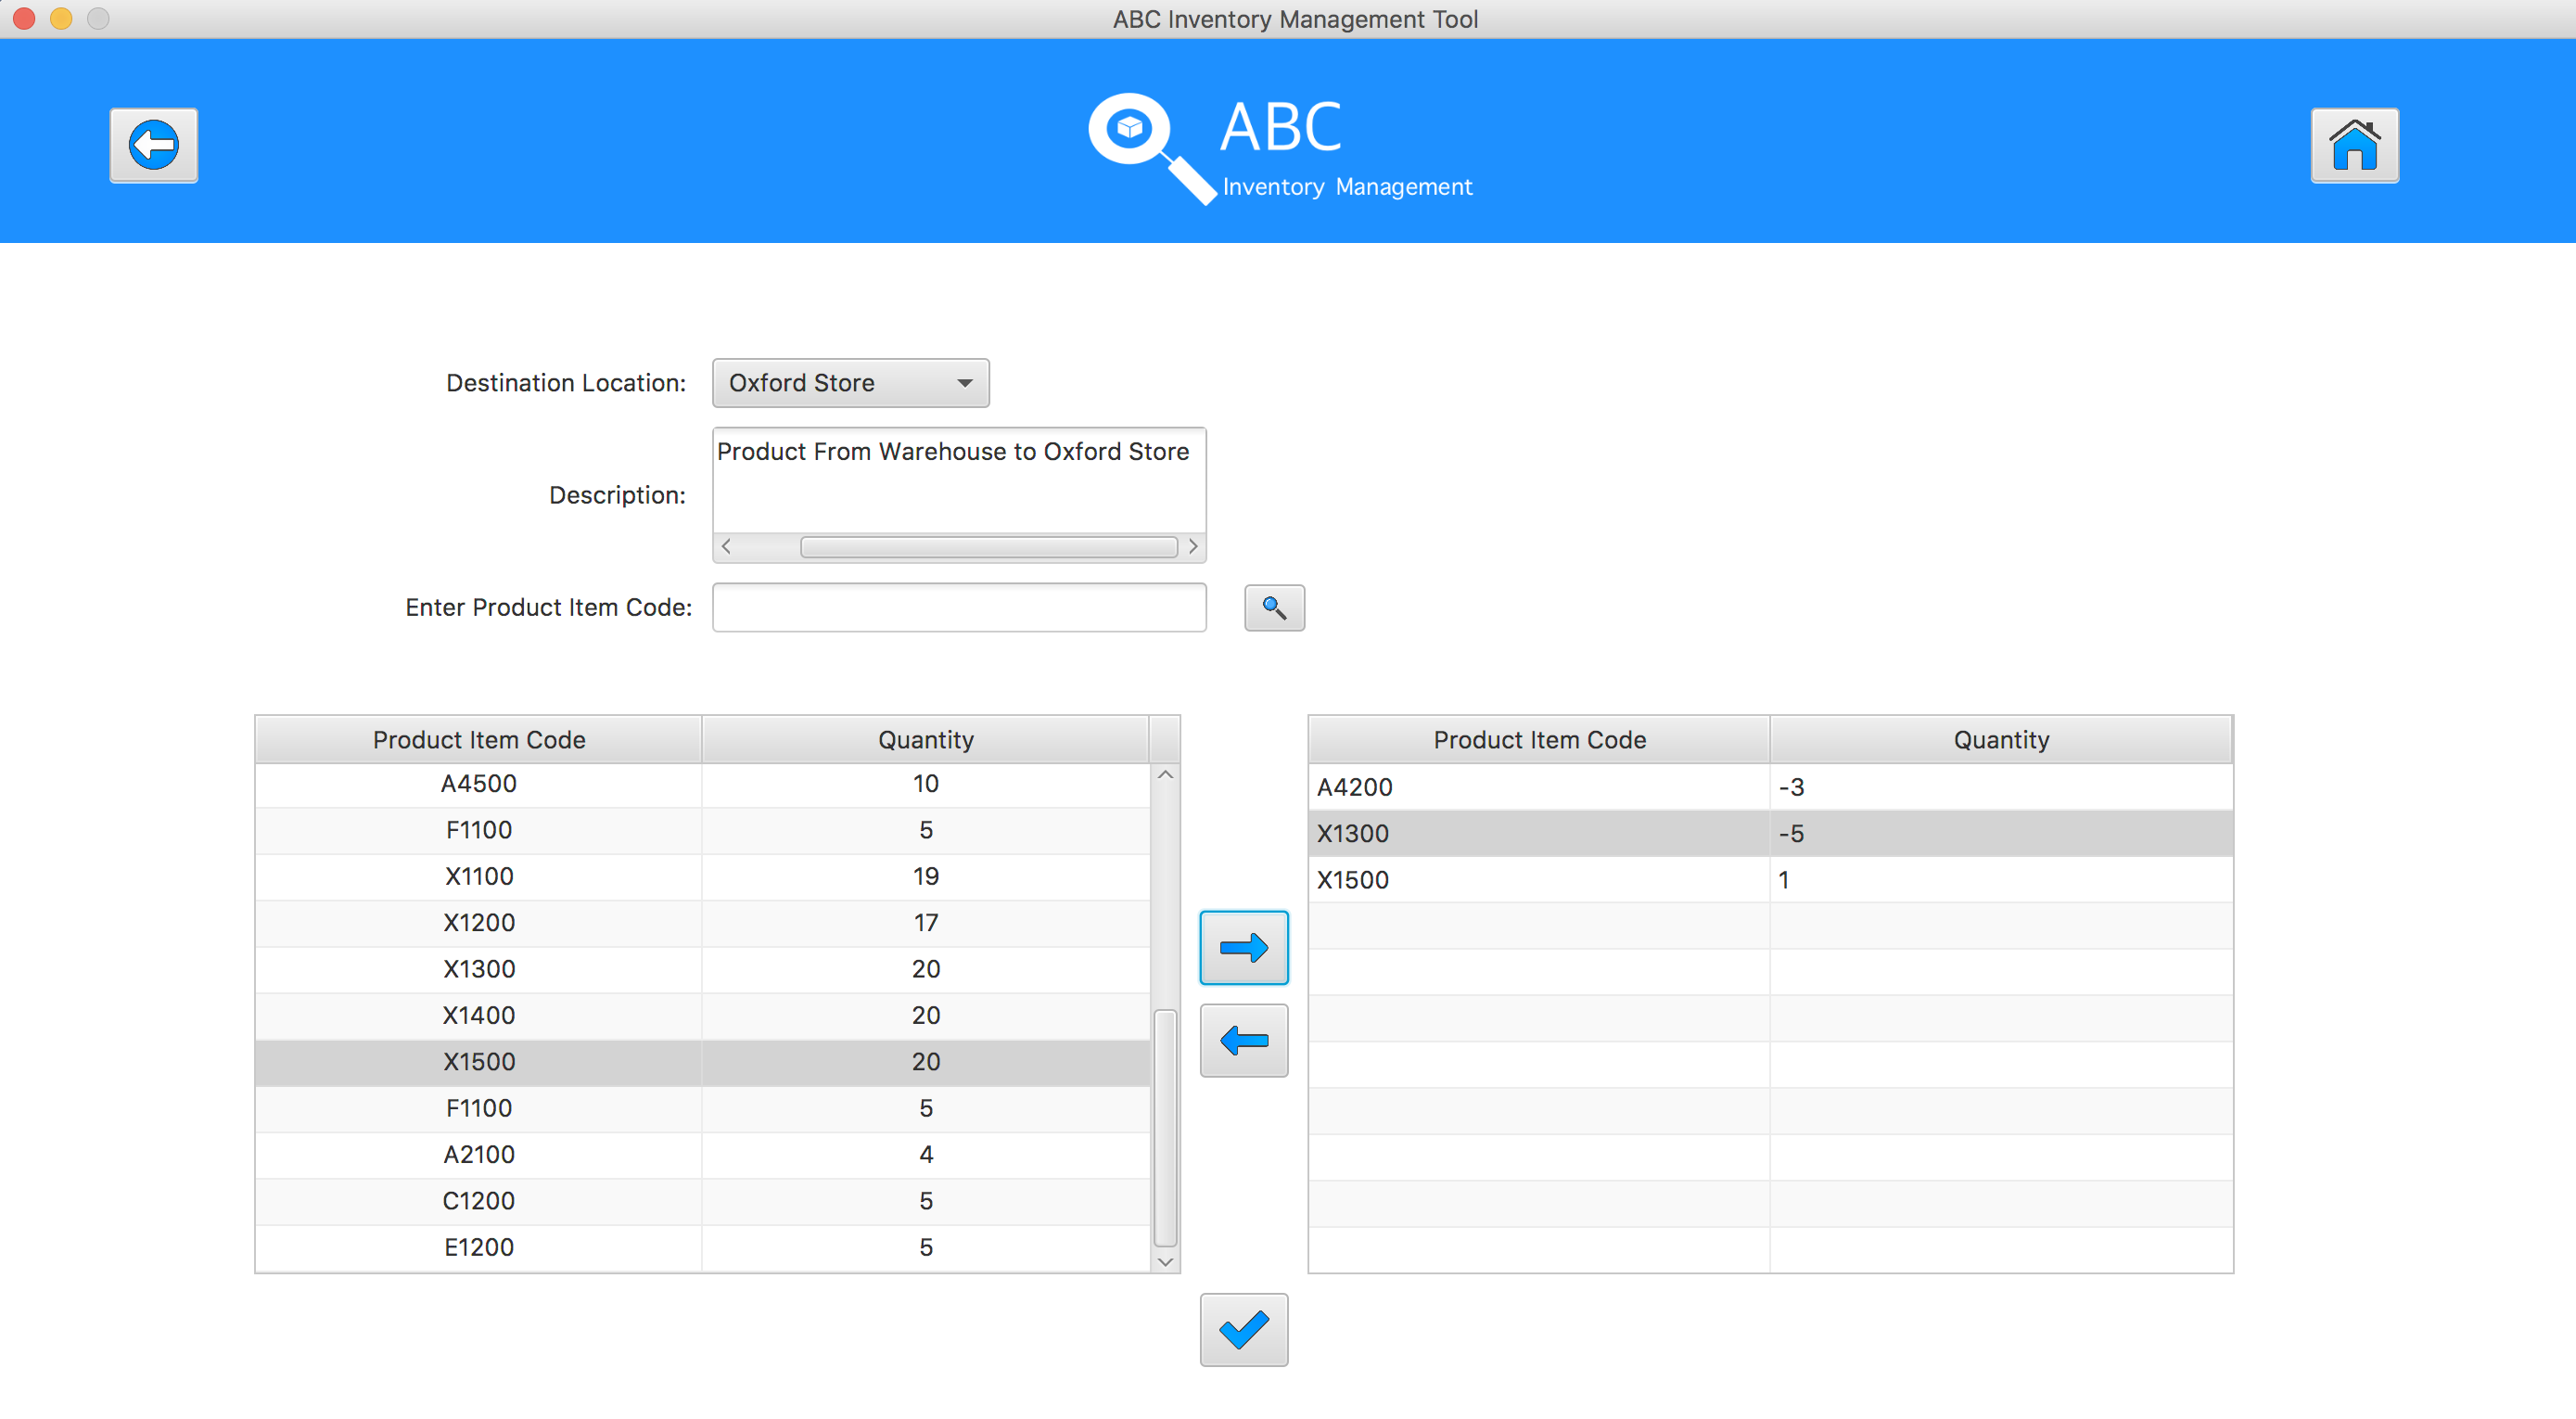 ABC Inventory Management Tool
ABC
Inventory Management
Destination Location: Oxford Store
Product From Warehouse to Oxford Store
Description:
Enter Product Item Code:
Product Item Code Quantity
A4500 10
F1100 5
X1100 19
X1200 17
X1300 20
X1400 20
X1500 20
F1100 5
A2100 4
C1200 5
E1200 5
Product Item Code Quantity
A4200 -3
X1300 -5
X1500 1